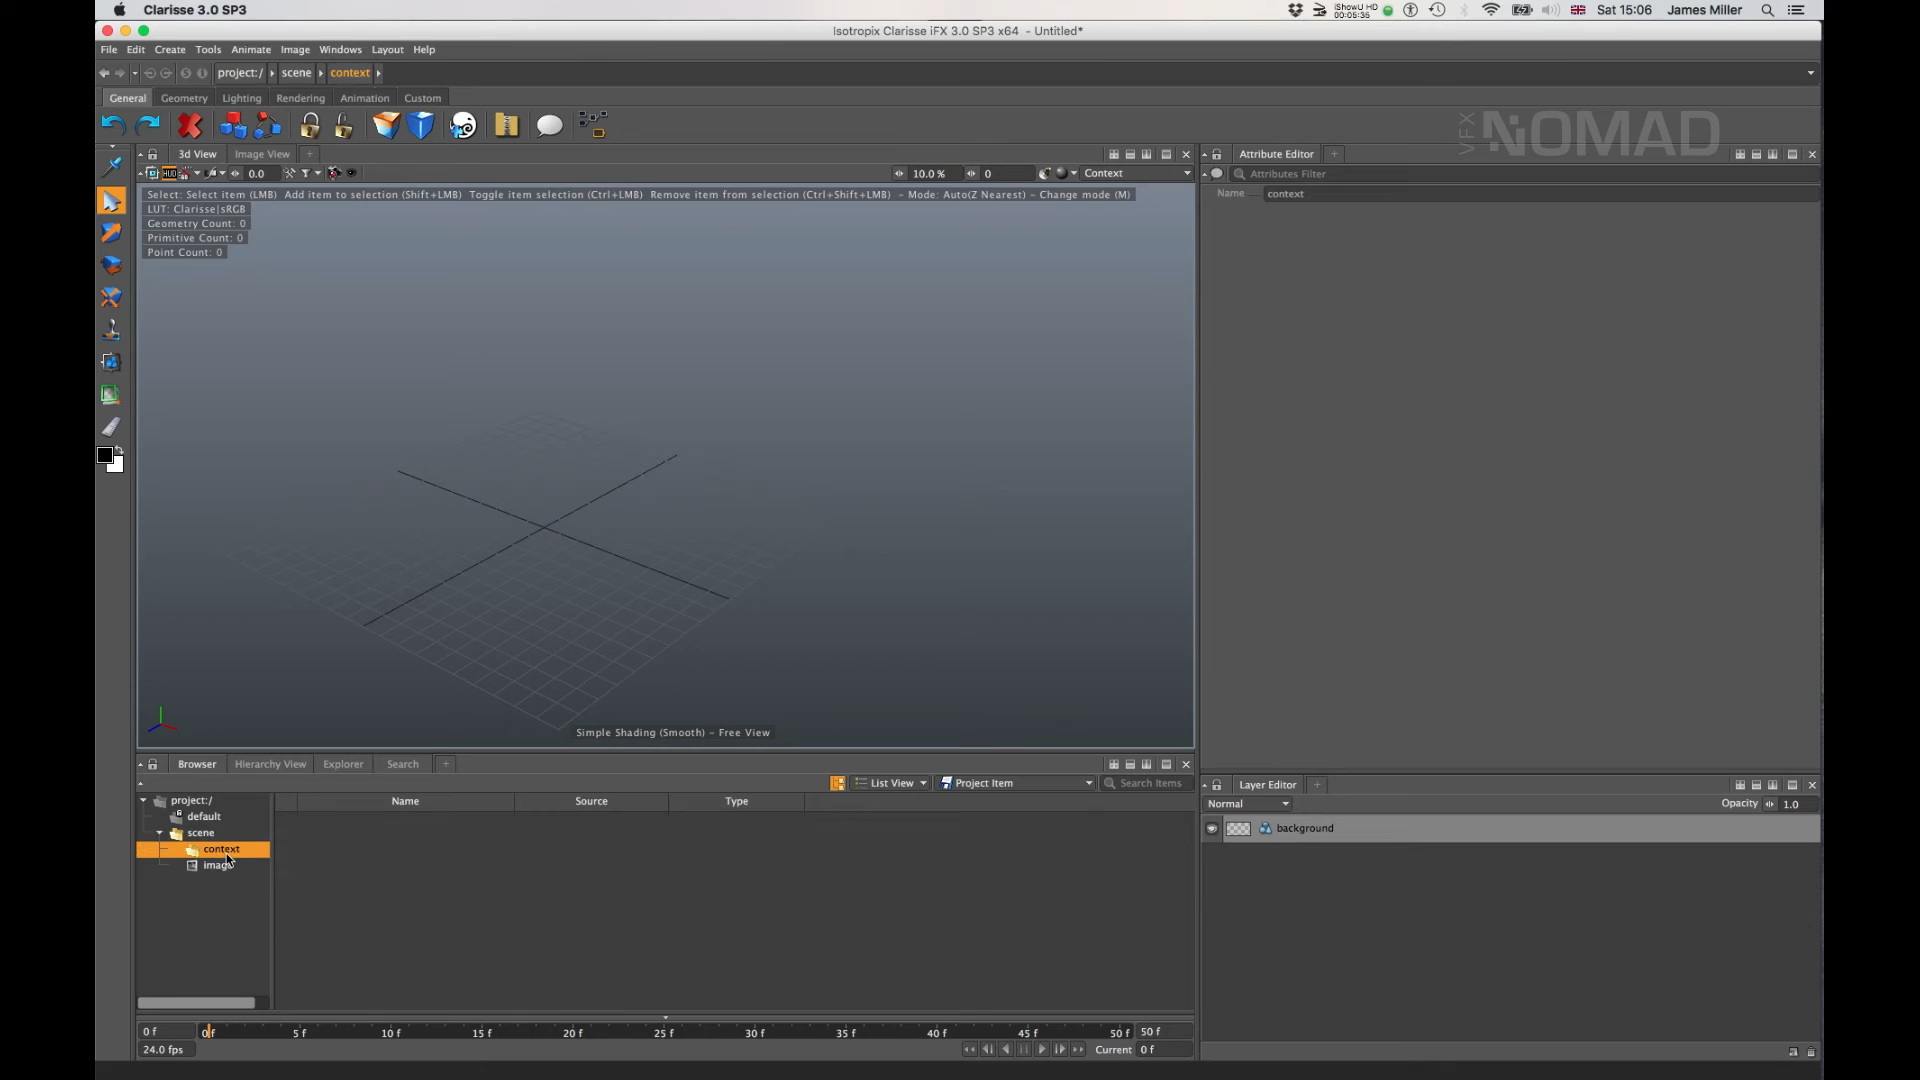 Clarisse 3.0 SP3
iShowU HD
00:05:35
Sat 15:06
James Miller
Isotropix Clarisse iFX 3.0 SP3 x64 - Untitled*
File Edit Create Tools Animate Image Windows Layout Help
project:/ scene context
General Geometry Lighting Rendering Animation Custom
VFX NOMAD
3d View Image View +
Attribute Editor +
HUD 0.0 10.0 % 0 Context
Attributes Filter
Select: Select item (LMB) Add item to selection (Shift+LMB) Toggle item selection (Ctrl+LMB) Remove item from selection (Ctrl+Shift+LMB) - Mode: Auto(Z Nearest) - Change mode (M)
Name context
LUT: Clarisse|sRGB
Geometry Count: 0
Primitive Count: 0
Point Count: 0
Simple Shading (Smooth) - Free View
Browser Hierarchy View Explorer Search +
List View Project Item Search Items
Layer Editor +
Normal Opacity 1.0
project:/
Name Source Type
default
scene
context
image
background
0 f 0 f 5 f 10 f 15 f 20 f 25 f 30 f 35 f 40 f 45 f 50 f 50 f
24.0 fps Current 0 f